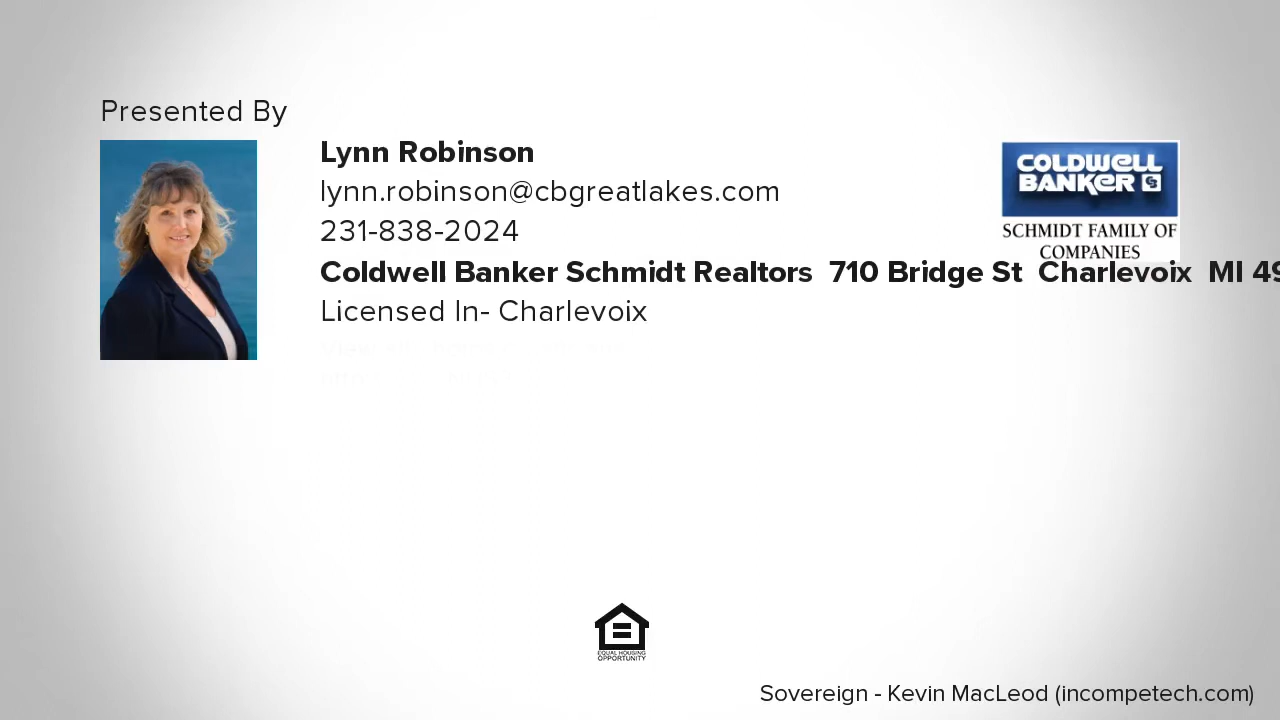 Presented By
Lynn Robinson
lynn.robinson@cbgreatlakes.com
231-838-2024
COLDWELL
BANKER
SCHMIDT FAMILY OF
COMPANIES
Coldwell Banker Schmidt Realtors 710 Bridge St Charlevoix MI 49
Licensed In- Charlevoix
EQUAL HOUSING
OPPORTUNITY
Sovereign - Kevin MacLeod (incompetech.com)